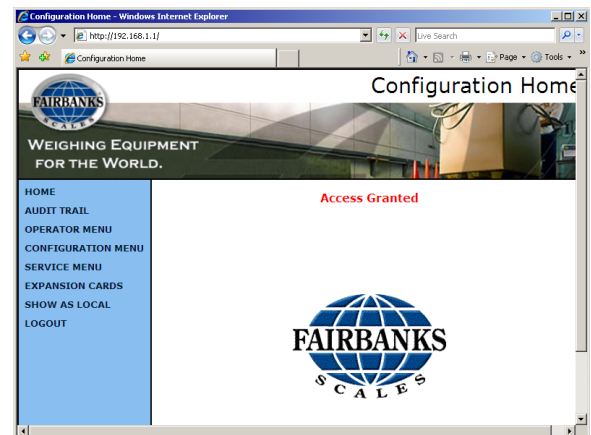 Configuration Home - Windows Internet Explorer
http://192.168.1.1/
Live Search
Configuration Home
Page
Tools
»
Configuration Home
FAIRBANKS
SCALES
WEIGHING EQUIPMENT
FOR THE WORLD.
HOME
AUDIT TRAIL
OPERATOR MENU
CONFIGURATION MENU
SERVICE MENU
EXPANSION CARDS
SHOW AS LOCAL
LOGOUT
Access Granted
FAIRBANKS
SCALES